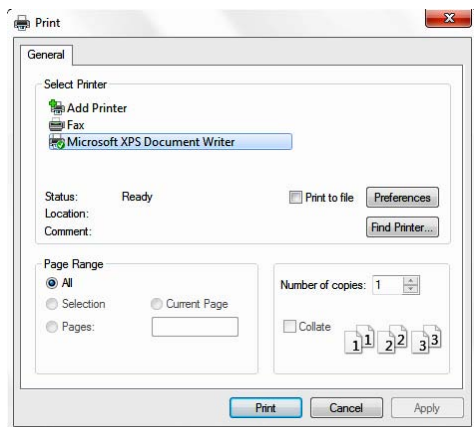 Print
General
Select Printer
Add Printer
Fax
Microsoft XPS Document Writer
Status: Ready
Print to file
Preferences
Location:
Comment:
Find Printer...
Page Range
All
Selection
Current Page
Pages:
Number of copies: 1
Collate
1 1 2 2 3 3
Print
Cancel
Apply